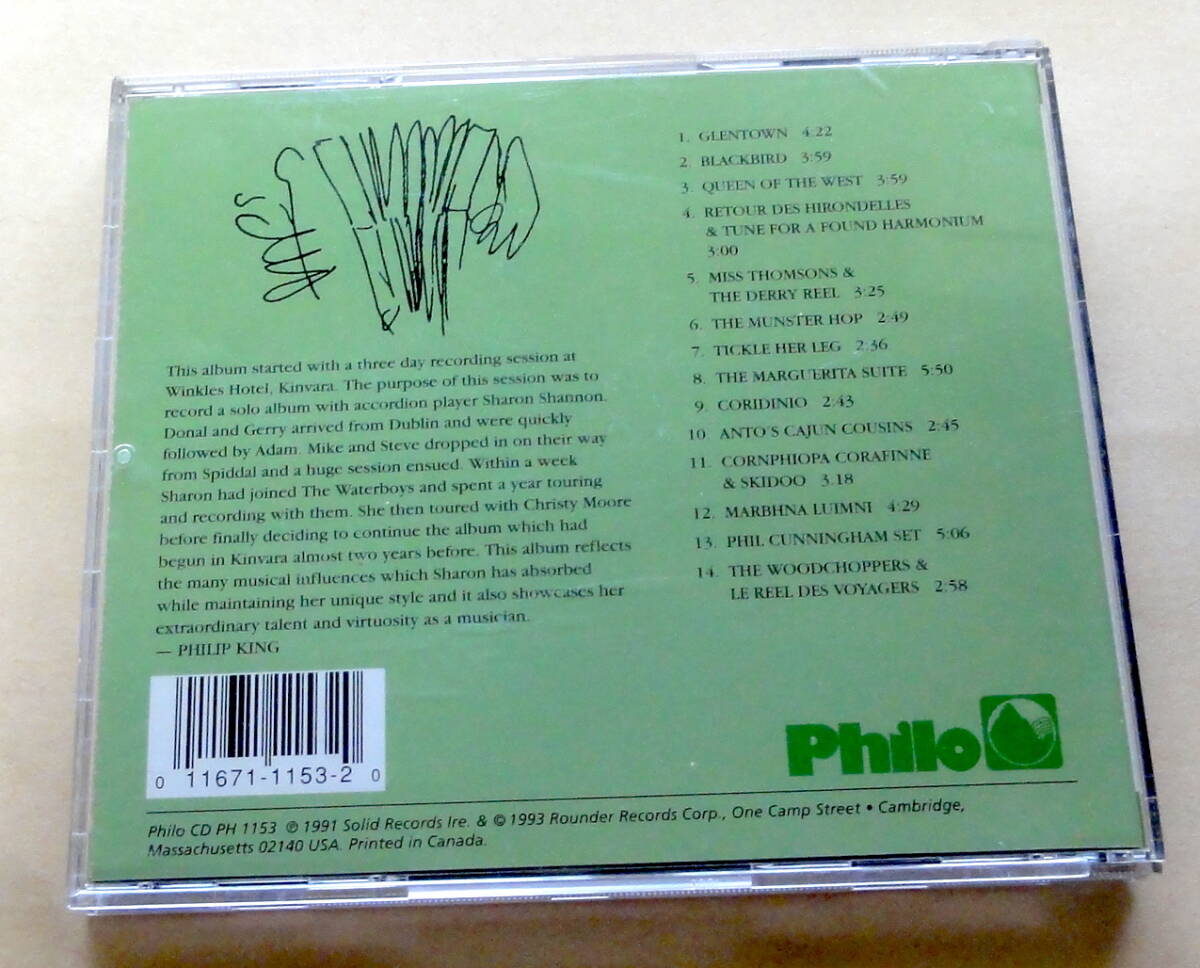 This album started with a three day recording session at
Winkles Hotel, Kinvara. The purpose of this session was to
record a solo album with accordion player Sharon Shannon.
Donal and Gerry arrived from Dublin and were quickly
followed by Adam. Mike and Steve dropped in on their way
from Spiddal and a huge session ensued. Within a week
Sharon had joined The Waterboys and spent a year touring
and recording with them. She then toured with Christy Moore
before finally deciding to continue the album which had
begun in Kinvara almost two years before. This album reflects
the many musical influences which Sharon has absorbed
while maintaining her unique style and it also showcases her
extraordinary talent and virtuosity as a musician.
— PHILIP KING
1. GLENTOWN 4:22
2. BLACKBIRD 3:59
3. QUEEN OF THE WEST 3:59
4. RETOUR DES HIRONDELLES
& TUNE FOR A FOUND HARMONIUM
3:00
5. MISS THOMSONS &
THE DERRY REEL 3:25
6. THE MUNSTER HOP 2:49
7. TICKLE HER LEG 2:36
8. THE MARGUERITA SUITE 5:50
9. CORIDINIO 2:43
10. ANTO'S CAJUN COUSINS 2:45
11. CORNPHIOPA CORAFINNE
& SKIDOO 3.18
12. MARBHNA LUIMNI 4:29
13. PHIL CUNNINGHAM SET 5:06
14. THE WOODCHOPPERS &
LE REEL DES VOYAGERS 2:58
0 11671-1153-2 0
Philo
Philo CD PH 1153 ℗ 1991 Solid Records Ire. & © 1993 Rounder Records Corp., One Camp Street • Cambridge,
Massachusetts 02140 USA. Printed in Canada.